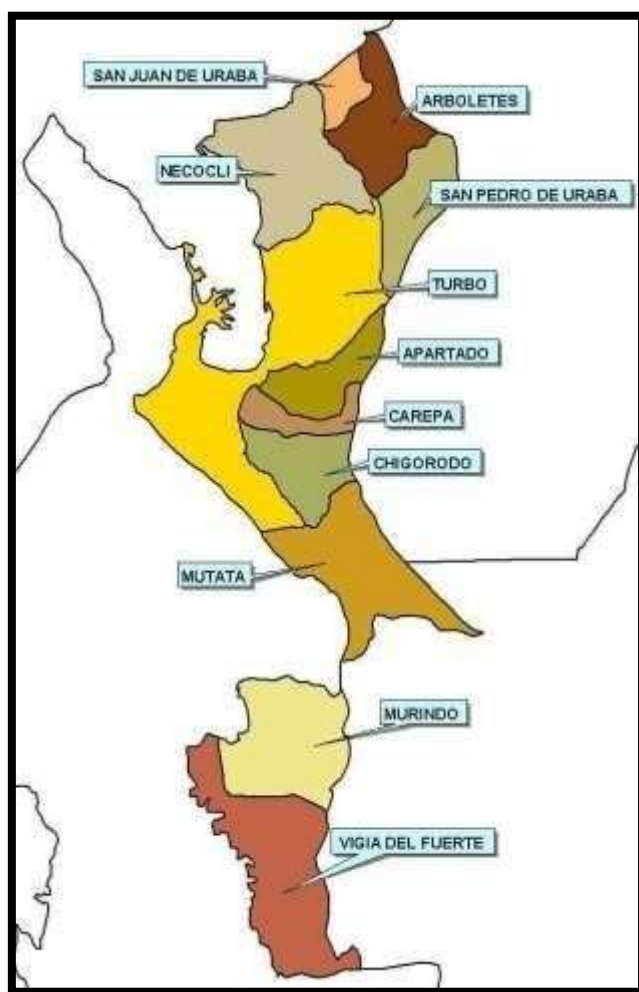 SAN JUAN DE URABA
ARBOLETES
NECOCLI
SAN PEDRO DE URABA
TURBO
APARTADO
CAREPA
CHIGORODO
MUTATA
MURINDO
VIGIA DEL FUERTE